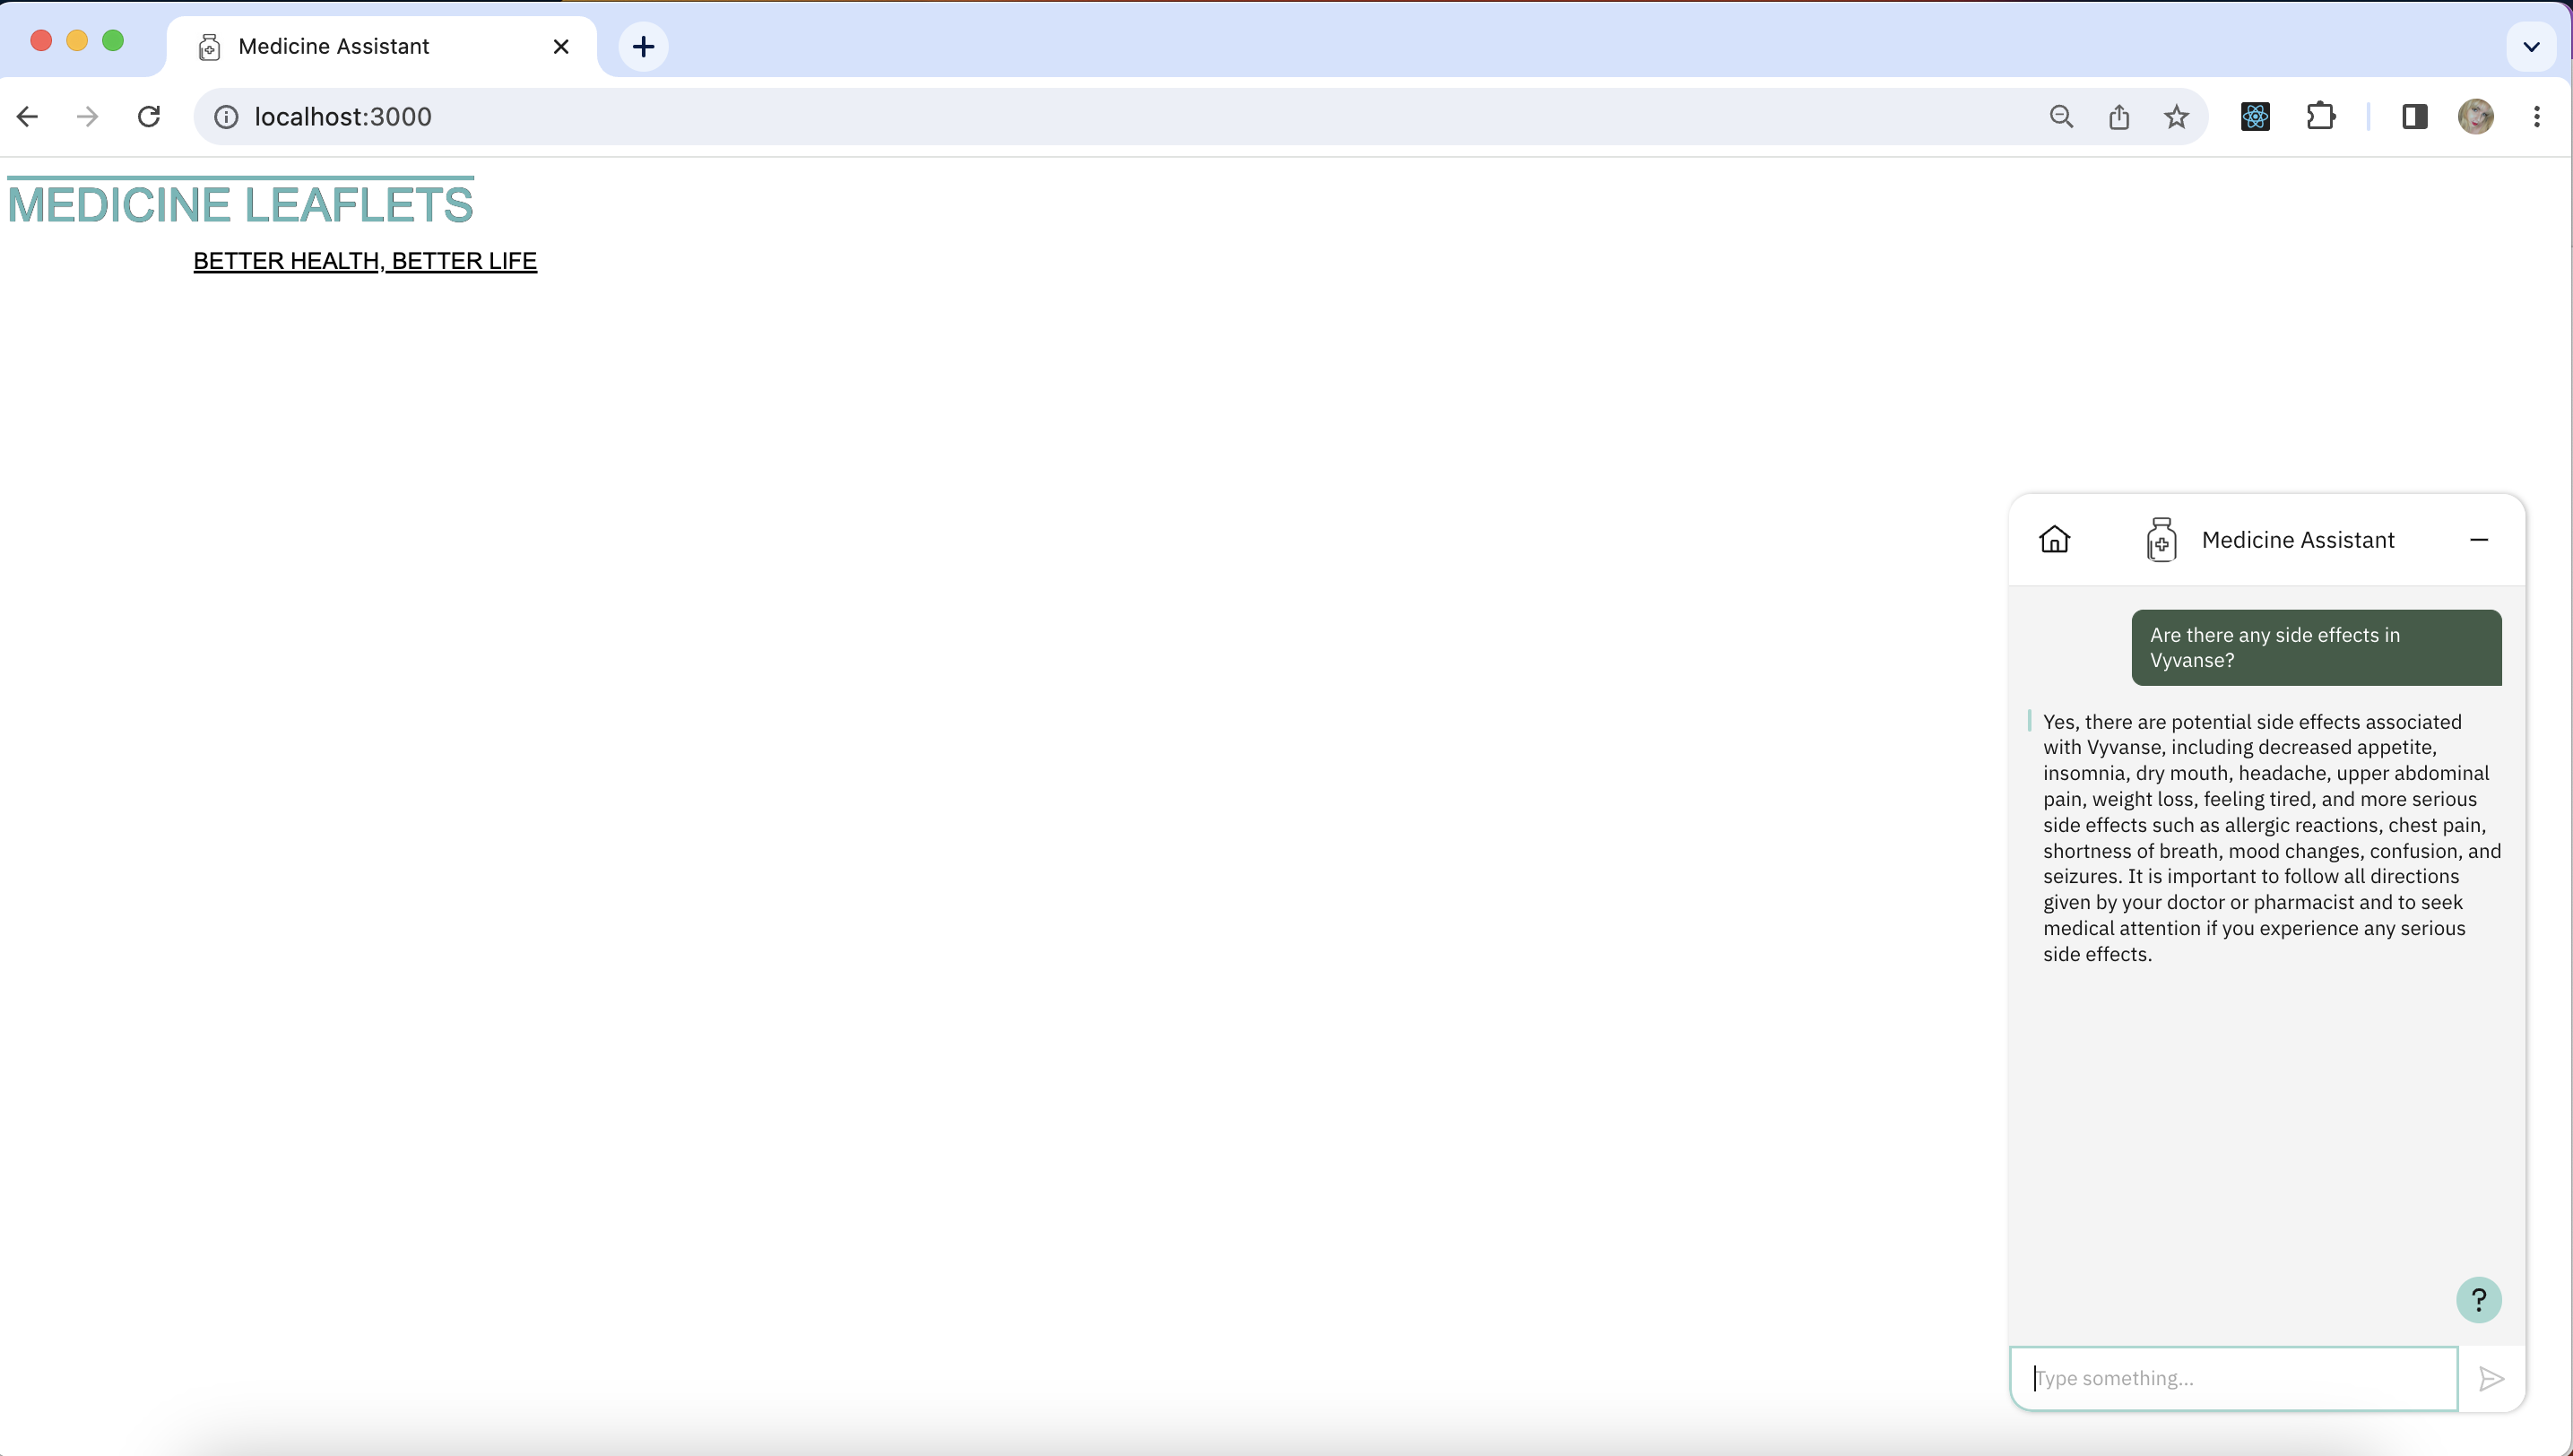 Medicine Assistant
localhost:3000
MEDICINE LEAFLETS
BETTER HEALTH, BETTER LIFE
Medicine Assistant
Are there any side effects in
Vyvanse?
Yes, there are potential side effects associated
with Vyvanse, including decreased appetite,
insomnia, dry mouth, headache, upper abdominal
pain, weight loss, feeling tired, and more serious
side effects such as allergic reactions, chest pain,
shortness of breath, mood changes, confusion, and
seizures. It is important to follow all directions
given by your doctor or pharmacist and to seek
medical attention if you experience any serious
side effects.
?
Type something...